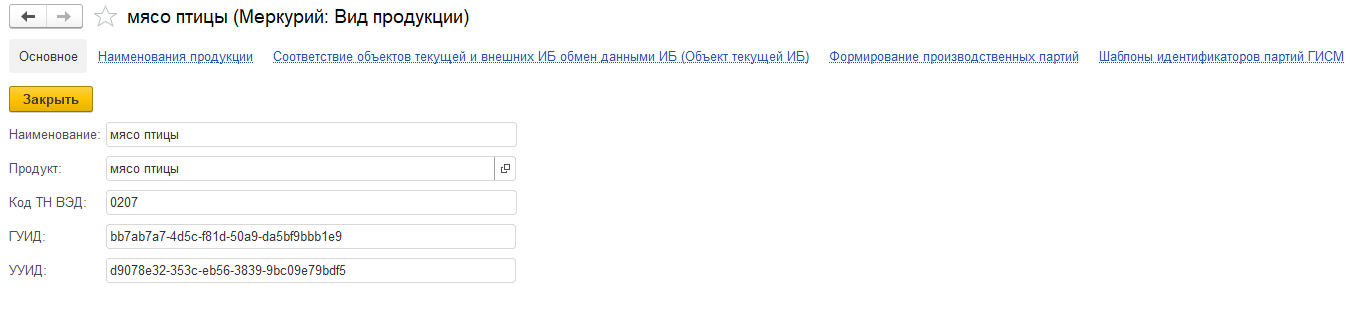 мясо птицы (Меркурий: Вид продукции)
Основное Наименования продукции Соответствие объектов текущей и внешних ИБ обмен данными ИБ (Объект текущей ИБ) Формирование производственных партий Шаблоны идентификаторов партий ГИСМ
Закрыть
Наименование: мясо птицы
Продукт: мясо птицы
Код ТН ВЭД: 0207
ГУИД: bb7ab7a7-4d5c-f81d-50a9-da5bf9bbb1e9
УУИД: d9078e32-353c-eb56-3839-9bc09e79bdf5